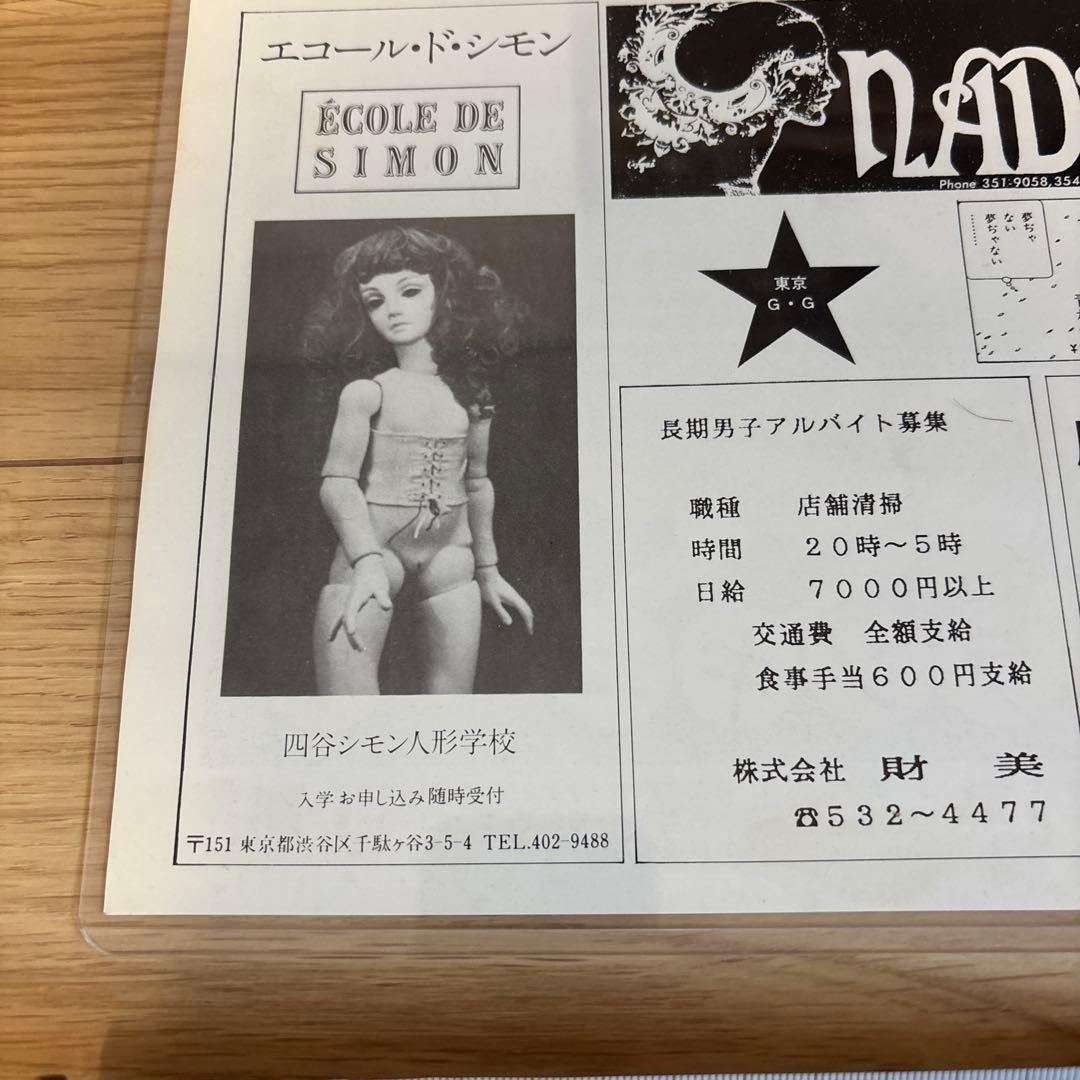 エコール・ド・シモン
ÉCOLE DE
SIMON
四谷シモン人形学校
入学お申し込み随時受付
〒151 東京都渋谷区千駄ヶ谷3-5-4 TEL.402-9488
NAD
Phone 351-9058,354
東京
G・G
夢ぢゃ
ない
夢ぢゃない
………
長期男子アルバイト募集
職種 店舗清掃
時間 20時〜5時
日給 7000円以上
交通費 全額支給
食事手当600円支給
株式会社 財 美
☎532〜4477